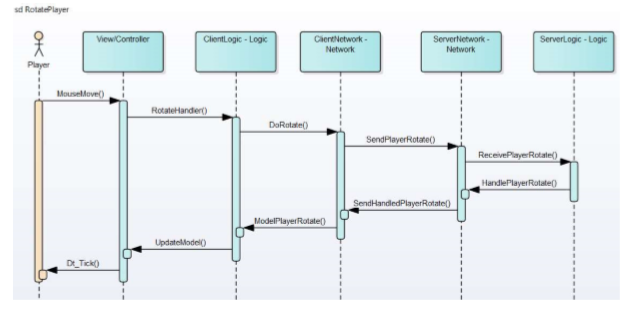 sd RotatePlayer
Player
View/Controller
ClientLogic - Logic
ClientNetwork -
Network
ServerNetwork -
Network
ServerLogic - Logic
MouseMove()
RotateHandler()
DoRotate()
SendPlayerRotate()
ReceivePlayerRotate()
HandlePlayerRotate()
SendHandledPlayerRotate()
ModelPlayerRotate()
UpdateModel()
Dt_Tick()